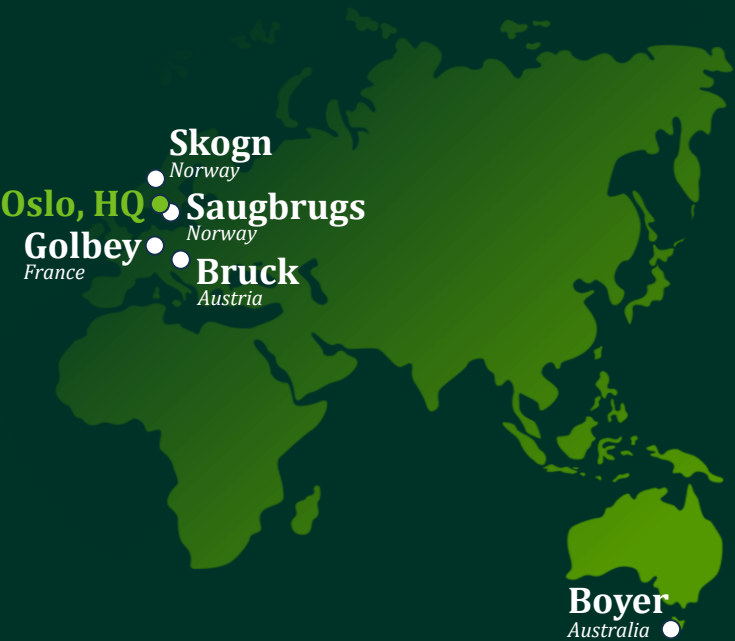 Skogn
Norway
Oslo, HQ
Saugbrugs
Norway
Golbey
France
Bruck
Austria
Boyer
Australia